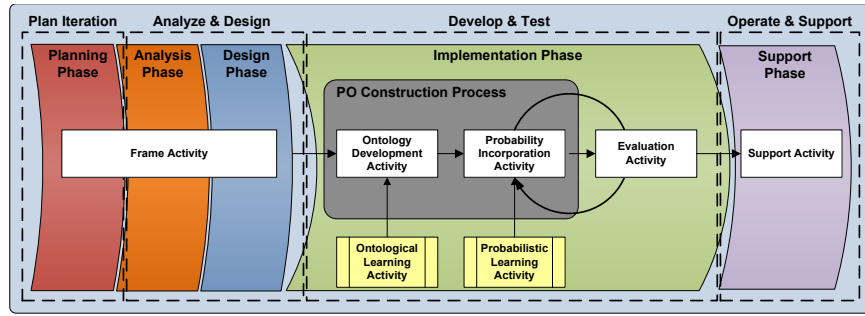 Plan Iteration
Analyze & Design
Develop & Test
Operate & Support
Planning
Phase
Analysis
Phase
Design
Phase
Implementation Phase
Support
Phase
PO Construction Process
Frame Activity
Ontology
Development
Activity
Probability
Incorporation
Activity
Evaluation
Activity
Support Activity
Ontological
Learning
Activity
Probabilistic
Learning
Activity